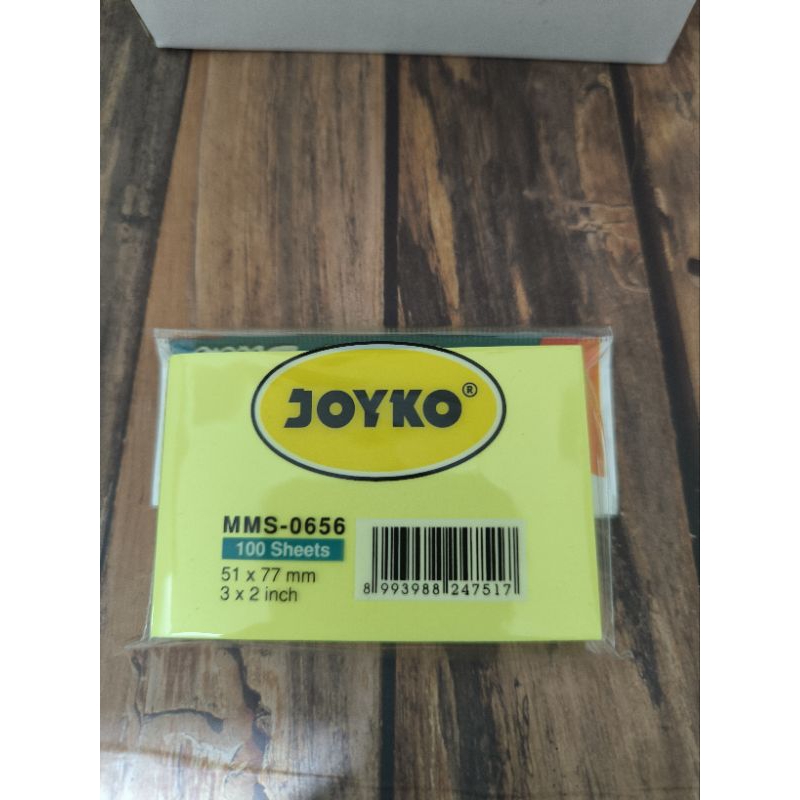 JOYKO®
MMS-0656
100 Sheets
51 x 77 mm
3 x 2 inch
8 993988 247517